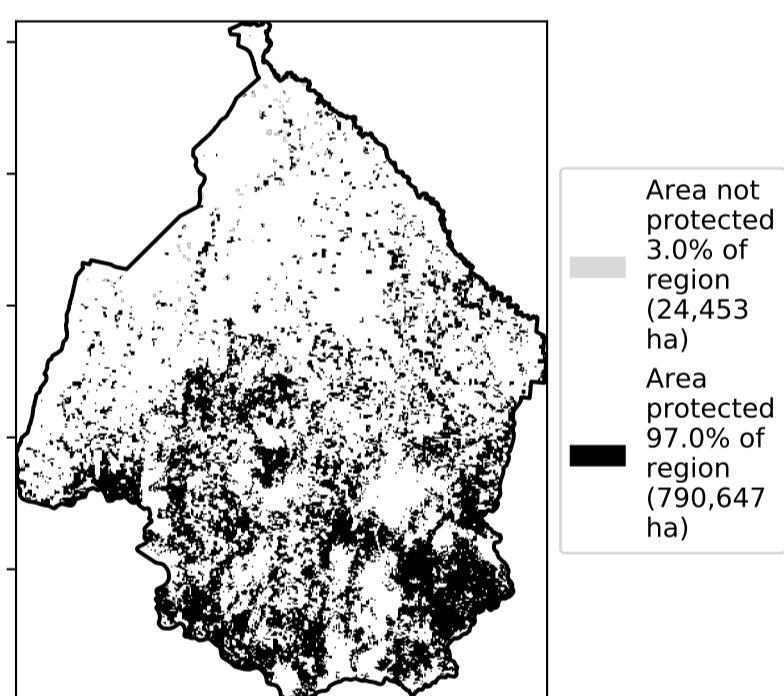 Area not
protected
3.0% of
region
(24,453
ha)
Area
protected
97.0% of
region
(790,647
ha)